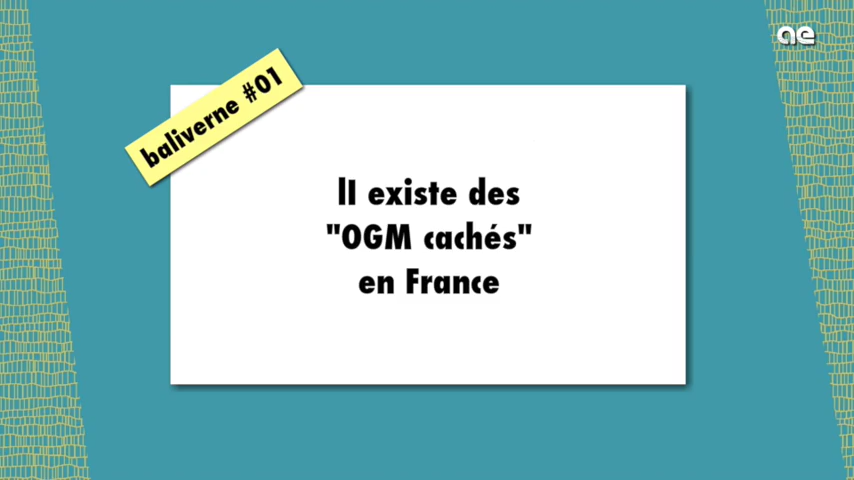 ae
baliverne #01
Il existe des
"OGM cachés"
en France